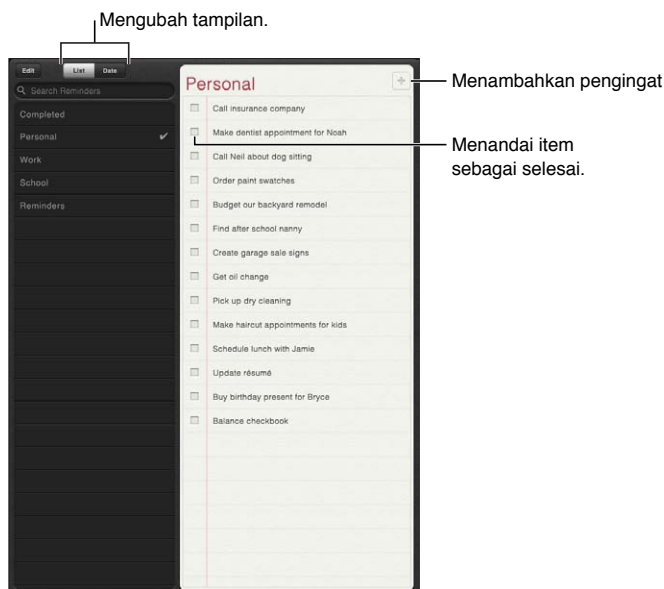 Mengubah tampilan.
Edit
List Date
Search Reminders
Completed
Personal ✔
Work
School
Reminders
Personal
+
Call insurance company
Make dentist appointment for Noah
Call Neil about dog sitting
Order paint swatches
Budget our backyard remodel
Find after school nanny
Create garage sale signs
Get oil change
Pick up dry cleaning
Make haircut appointments for kids
Schedule lunch with Jamie
Update résumé
Buy birthday present for Bryce
Balance checkbook
Menambahkan pengingat
Menandai item
sebagai selesai.